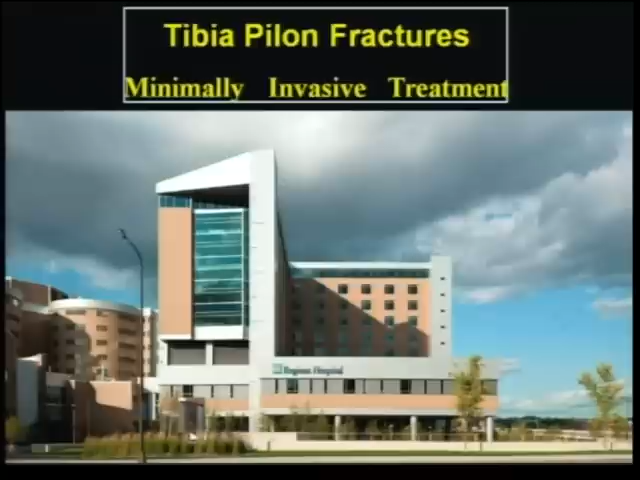 Tibia Pilon Fractures
Minimally Invasive Treatment
Regions Hospital